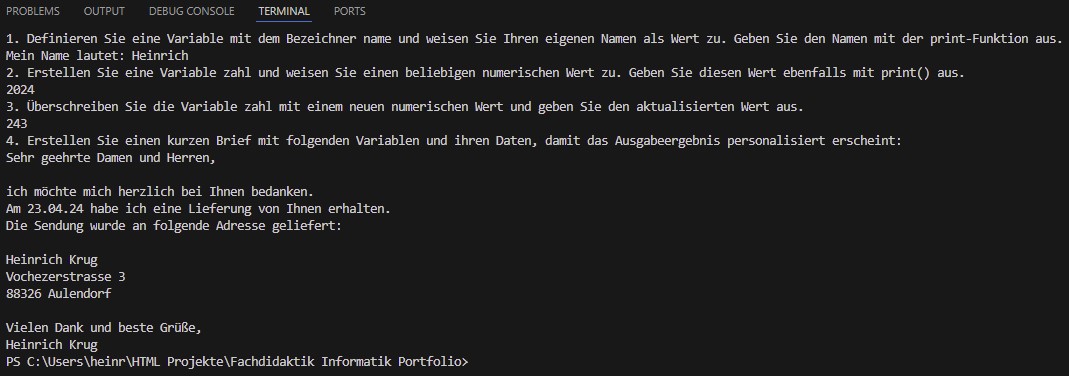 PROBLEMS OUTPUT DEBUG CONSOLE TERMINAL PORTS
1. Definieren Sie eine Variable mit dem Bezeichner name und weisen Sie Ihren eigenen Namen als Wert zu. Geben Sie den Namen mit der print-Funktion aus.
Mein Name lautet: Heinrich
2. Erstellen Sie eine Variable zahl und weisen Sie einen beliebigen numerischen Wert zu. Geben Sie diesen Wert ebenfalls mit print() aus.
2024
3. Überschreiben Sie die Variable zahl mit einem neuen numerischen Wert und geben Sie den aktualisierten Wert aus.
243
4. Erstellen Sie einen kurzen Brief mit folgenden Variablen und ihren Daten, damit das Ausgabeergebnis personalisiert erscheint:
Sehr geehrte Damen und Herren,
ich möchte mich herzlich bei Ihnen bedanken.
Am 23.04.24 habe ich eine Lieferung von Ihnen erhalten.
Die Sendung wurde an folgende Adresse geliefert:
Heinrich Krug
Vochezerstrasse 3
88326 Aulendorf
Vielen Dank und beste Grüße,
Heinrich Krug
PS C:\Users\heinr\HTML Projekte\Fachdidaktik Informatik Portfolio>